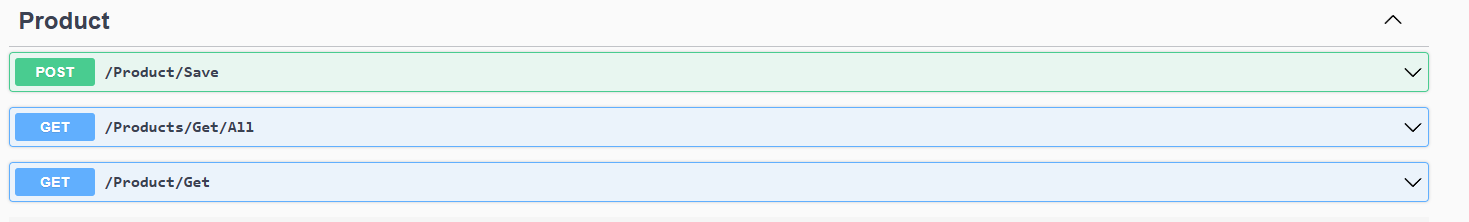 Product
POST /Product/Save
GET /Products/Get/All
GET /Product/Get